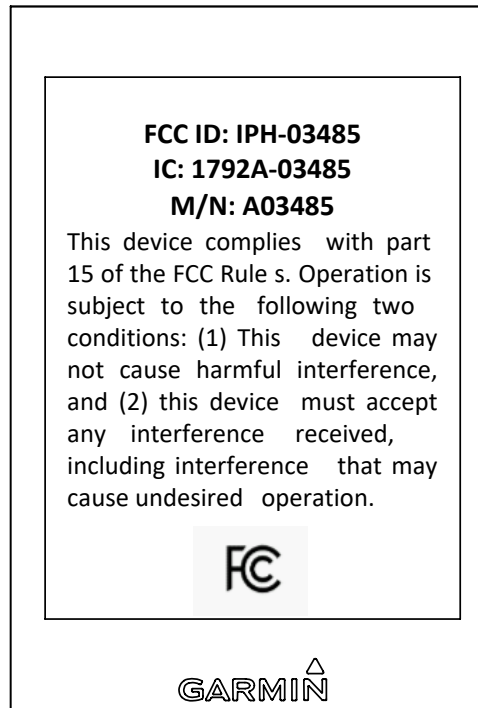 FCC ID: IPH-03485
IC: 1792A-03485
M/N: A03485
This device complies with part
15 of the FCC Rule s. Operation is
subject to the following two
conditions: (1) This device may
not cause harmful interference,
and (2) this device must accept
any interference received,
including interference that may
cause undesired operation.
FC
GARMIN